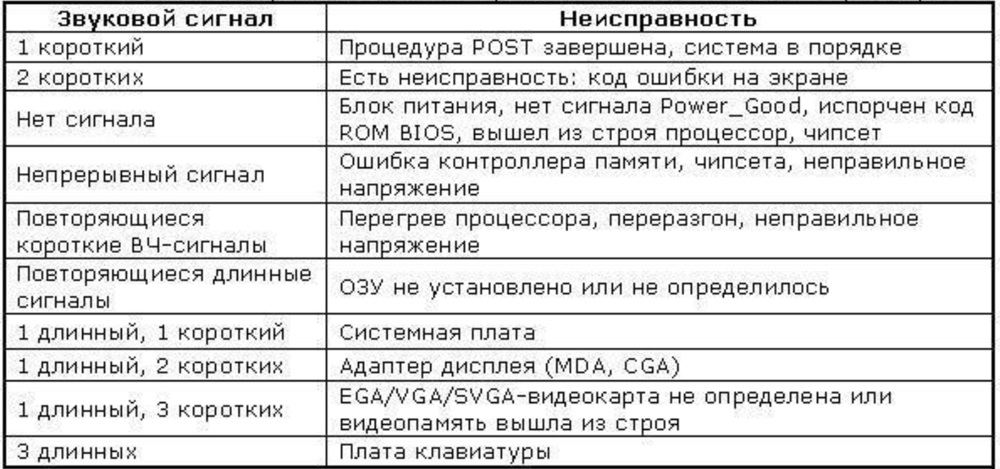 Звуковой сигнал
Неисправность
1 короткий
Процедура POST завершена, система в порядке
2 коротких
Есть неисправность: код ошибки на экране
Нет сигнала
Блок питания, нет сигнала Power_Good, испорчен код
ROM BIOS, вышел из строя процессор, чипсет
Непрерывный сигнал
Ошибка контроллера памяти, чипсета, неправильное
напряжение
Повторяющиеся
короткие ВЧ-сигналы
Перегрев процессора, переразгон, неправильное
напряжение
Повторяющиеся длинные
сигналы
ОЗУ не установлено или не определилось
1 длинный, 1 короткий
Системная плата
1 длинный, 2 коротких
Адаптер дисплея (MDA, CGA)
1 длинный, 3 коротких
EGA/VGA/SVGA-видеокарта не определена или
видеопамять вышла из строя
3 длинных
Плата клавиатуры